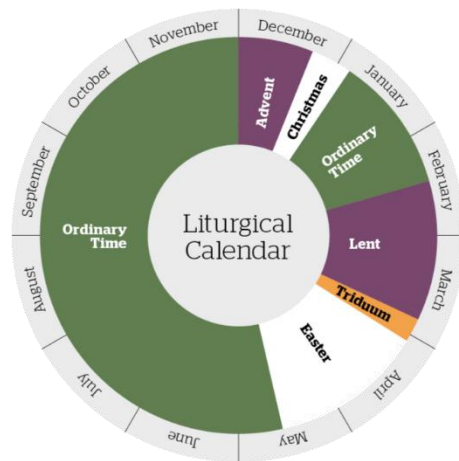 December
January
February
March
April
May
June
July
August
September
October
November
Advent
Christmas
Ordinary
Time
Lent
Triduum
Easter
Ordinary
Time
Liturgical
Calendar